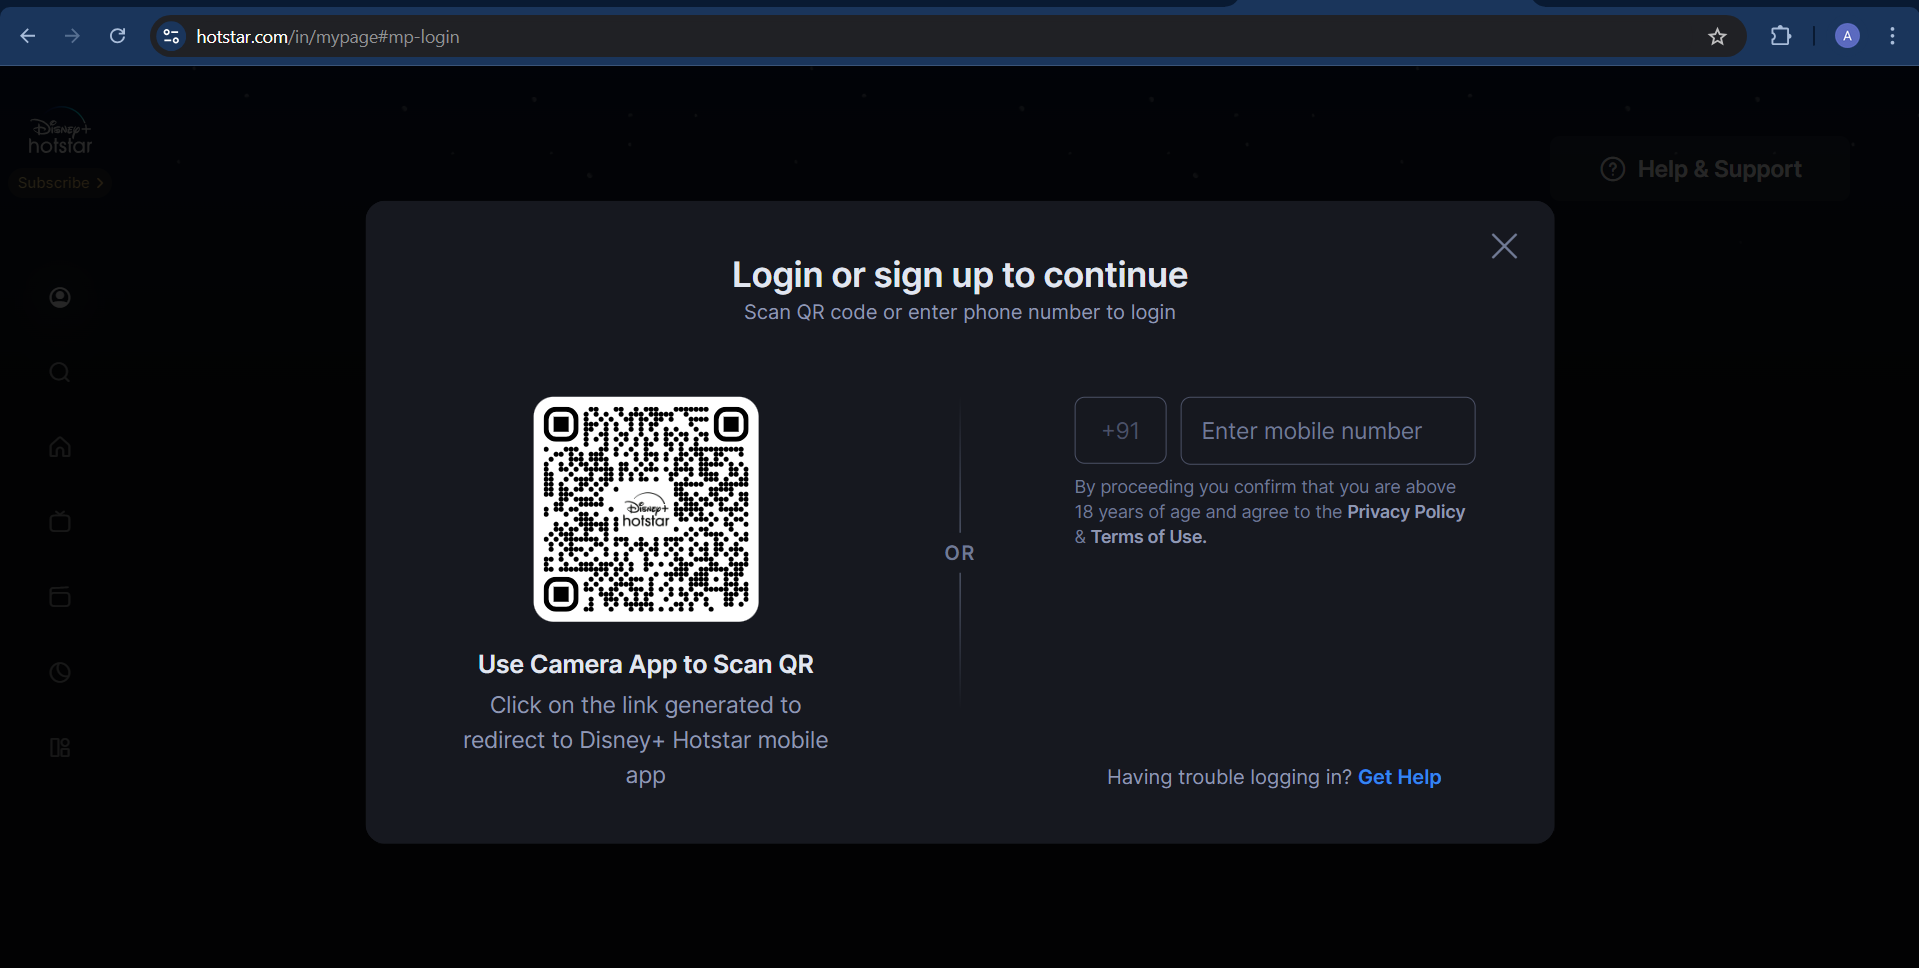 hotstar.com/in/mypage#mp-login
A
Disney+
hotstar
Subscribe >
Help & Support
Login or sign up to continue
Scan QR code or enter phone number to login
Disney+
hotstar
Use Camera App to Scan QR
Click on the link generated to
redirect to Disney+ Hotstar mobile
app
OR
+91
Enter mobile number
By proceeding you confirm that you are above
18 years of age and agree to the Privacy Policy
& Terms of Use.
Having trouble logging in? Get Help